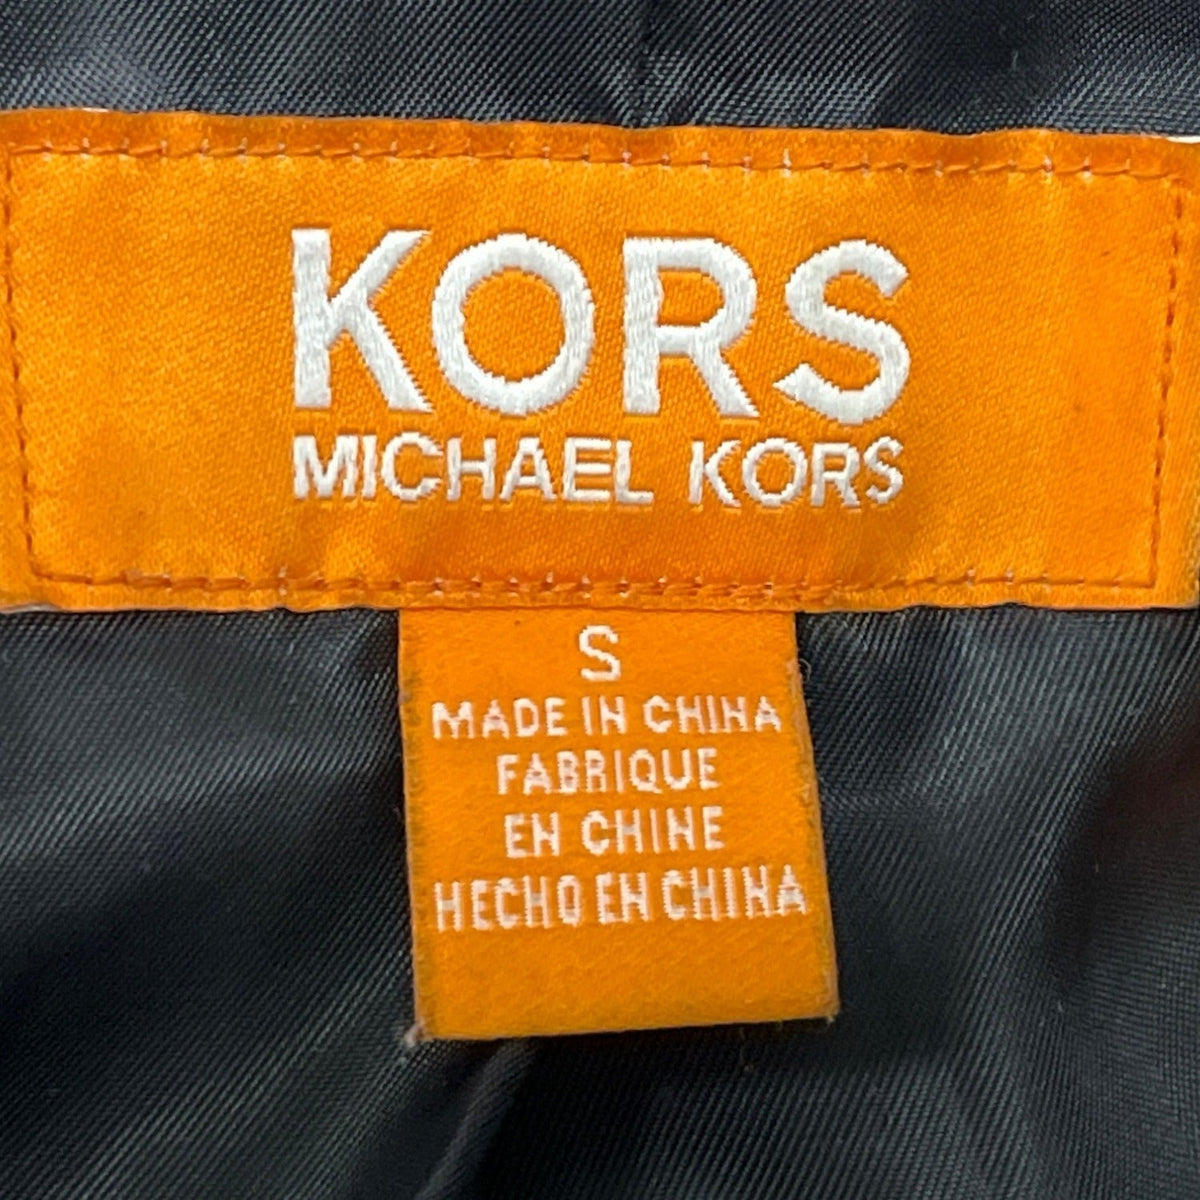 KORS
MICHAEL KORS
S
MADE IN CHINA
FABRIQUE
EN CHINE
HECHO EN CHINA